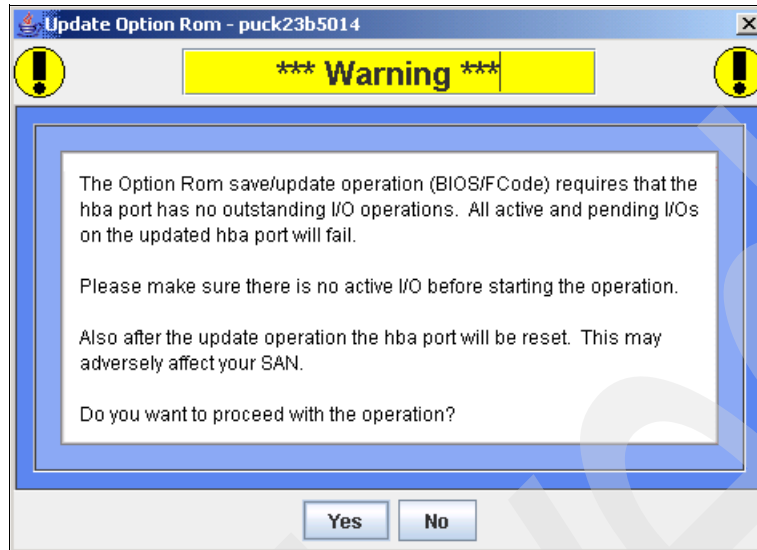 Update Option Rom - puck23b5014
*** Warning ***
The Option Rom save/update operation (BIOS/FCode) requires that the
hba port has no outstanding I/O operations. All active and pending I/Os
on the updated hba port will fail.
Please make sure there is no active I/O before starting the operation.
Also after the update operation the hba port will be reset. This may
adversely affect your SAN.
Do you want to proceed with the operation?
Yes No